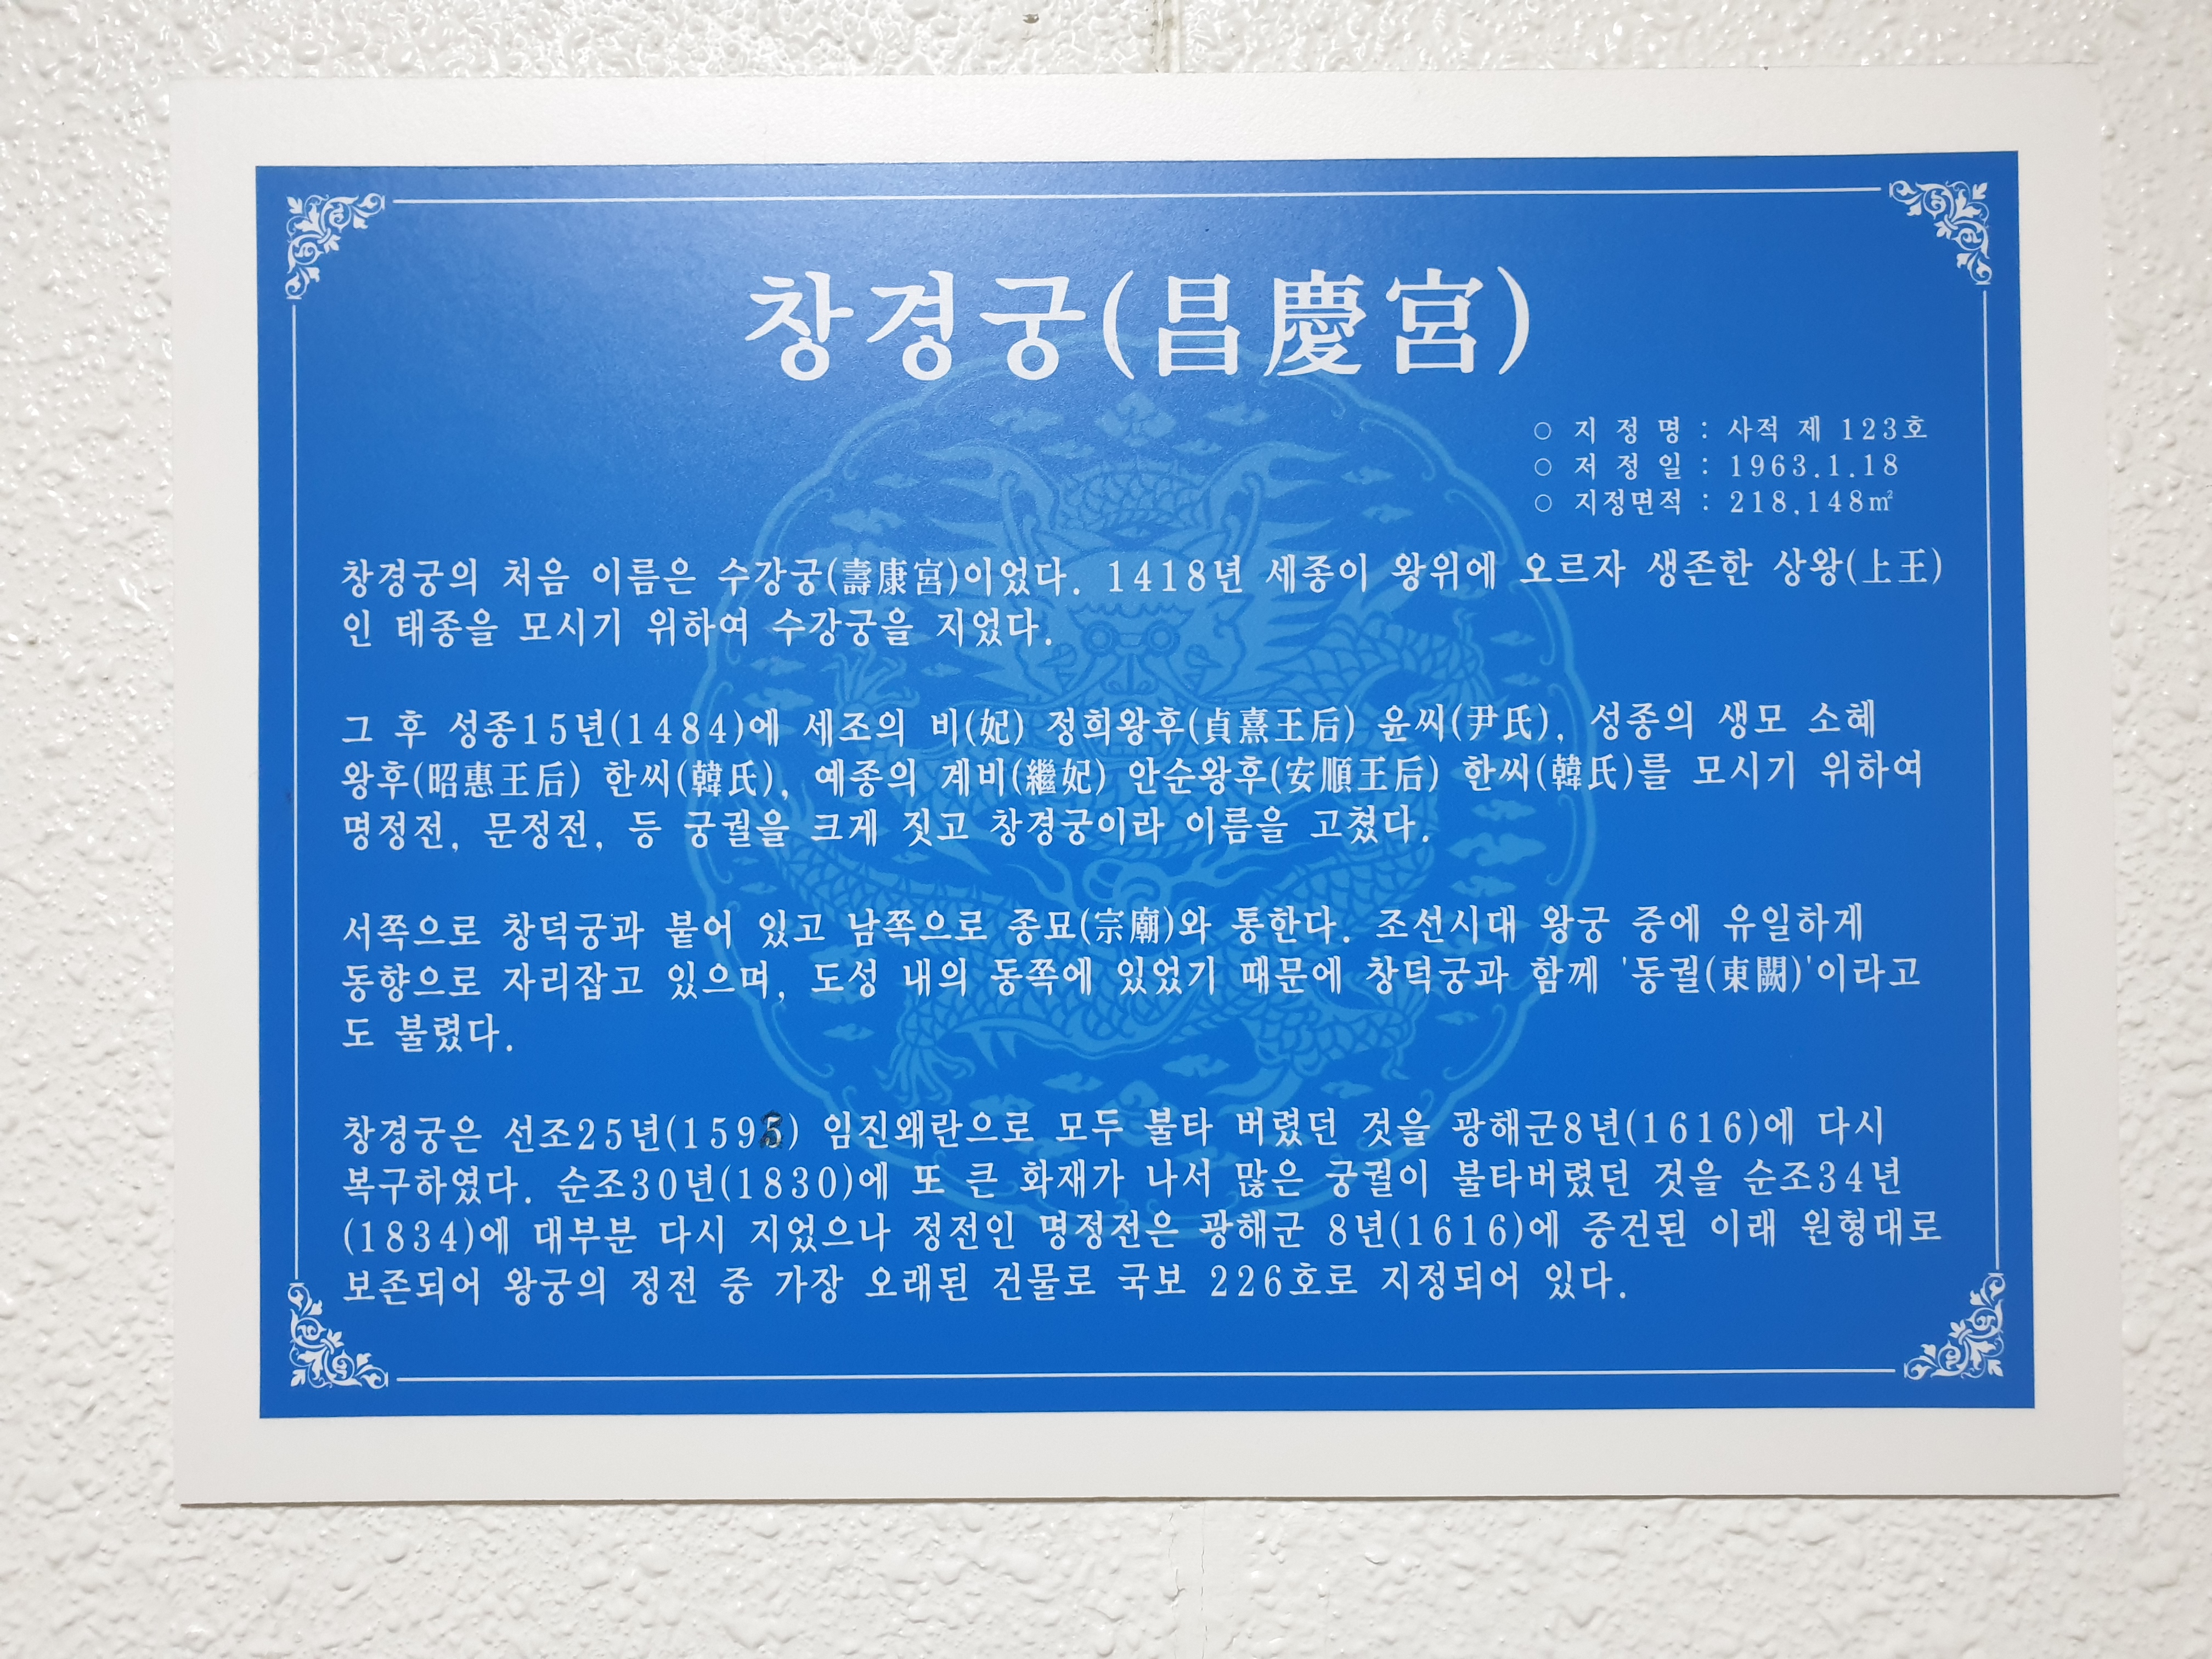 창경궁(昌慶宮)
○ 지 정 명 : 사적 제 123호
○ 저 정 일 : 1963.1.18
○ 지정면적 : 218,148㎡
창경궁의 처음 이름은 수강궁(壽康宮)이었다. 1418년 세종이 왕위에 오르자 생존한 상왕(上王)
인 태종을 모시기 위하여 수강궁을 지었다.
그 후 성종15년(1484)에 세조의 비(妃) 정희왕후(貞熹王后) 윤씨(尹氏), 성종의 생모 소혜
왕후(昭惠王后) 한씨(韓氏), 예종의 계비(繼妃) 안순왕후(安順王后) 한씨(韓氏)를 모시기 위하여
명정전, 문정전, 등 궁궐을 크게 짓고 창경궁이라 이름을 고쳤다.
서쪽으로 창덕궁과 붙어 있고 남쪽으로 종묘(宗廟)와 통한다. 조선시대 왕궁 중에 유일하게
동향으로 자리잡고 있으며, 도성 내의 동쪽에 있었기 때문에 창덕궁과 함께 '동궐(東闕)'이라고
도 불렸다.
창경궁은 선조25년(1592) 임진왜란으로 모두 불타 버렸던 것을 광해군8년(1616)에 다시
복구하였다. 순조30년(1830)에 또 큰 화재가 나서 많은 궁궐이 불타버렸던 것을 순조34년
(1834)에 대부분 다시 지었으나 정전인 명정전은 광해군 8년(1616)에 중건된 이래 원형대로
보존되어 왕궁의 정전 중 가장 오래된 건물로 국보 226호로 지정되어 있다.